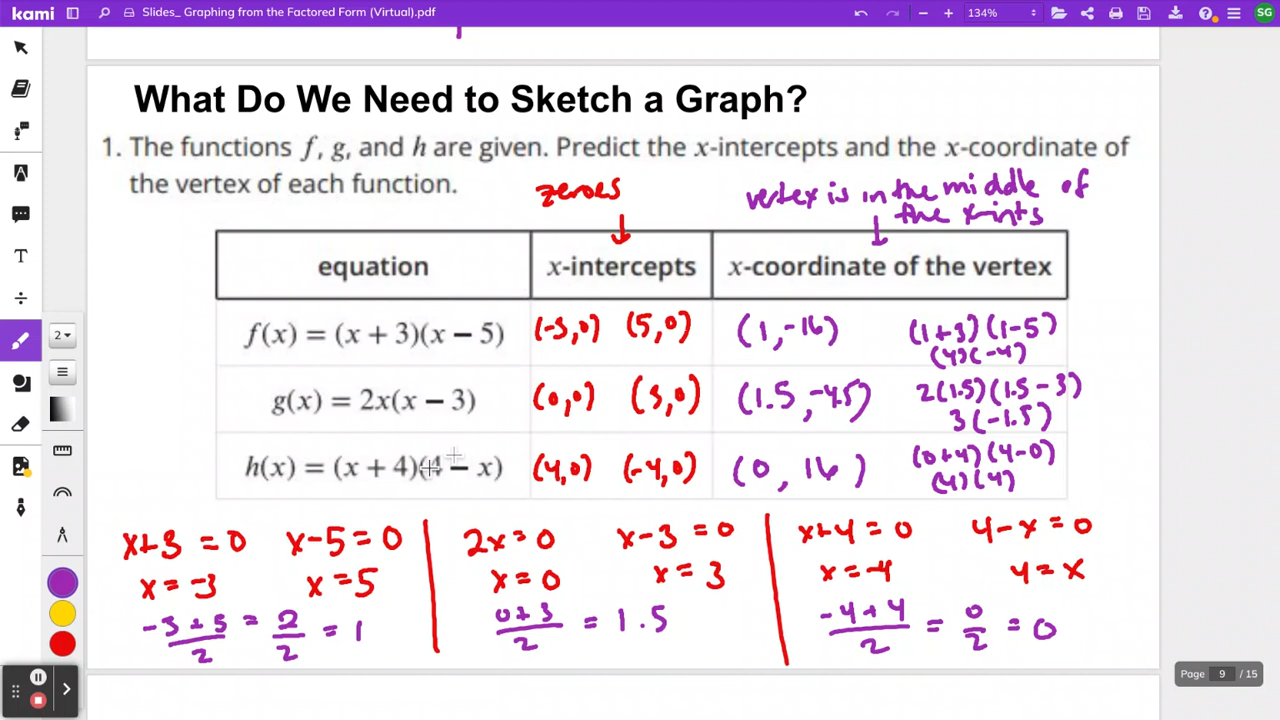 kami Slides_ Graphing from the Factored Form (Virtual).pdf 134% SG
What Do We Need to Sketch a Graph?
1. The functions f, g, and h are given. Predict the x-intercepts and the x-coordinate of
the vertex of each function.
zeroes
vertex is in the middle of
the x-ints
equation x-intercepts x-coordinate of the vertex
f(x) = (x + 3)(x − 5) (-3,0) (5,0) (1,-16) (1+3)(1-5)
(4)(-4)
g(x) = 2x(x − 3) (0,0) (3,0) (1.5,-4.5) 2(1.5)(1.5-3)
3(-1.5)
h(x) = (x + 4)(4 − x) (4,0) (-4,0) (0,16) (0+4)(4-0)
(4)(4)
x+3=0 x-5=0 2x=0 x-3=0 x+4=0 4-x=0
x=-3 x=5 x=0 x=3 x=-4 4=x
-3+5/2 = 2/2 = 1 0+3/2 = 1.5 -4+4/2 = 0/2 = 0
2
T
Page 9 / 15